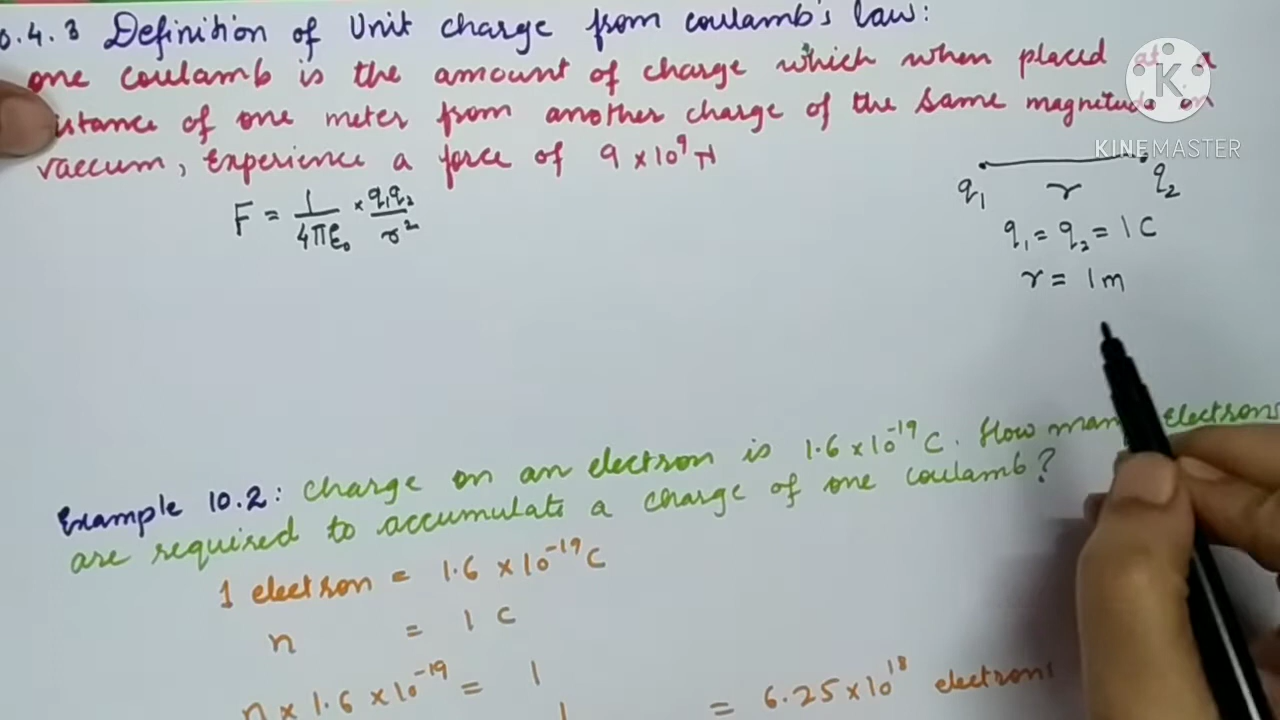 0.4.3 Definition of Unit charge from coulamb's law:
one coulamb is the amount of charge which when placed at a
istance of one meter from another charge of the same magnitude in
vaccum, Experience a force of 9 x 10⁹ N
KINEMASTER
F = 1/4πε₀ x q₁q₂/r²
q₁ r q₂
q₁ = q₂ = 1 C
r = 1 m
Example 10.2: Charge on an electron is 1.6 x 10⁻¹⁹ C. How many electrons
are required to accumulate a charge of one coulamb?
1 electron = 1.6 x 10⁻¹⁹ C
n = 1 C
n x 1.6 x 10⁻¹⁹ = 1
1
= 6.25 x 10¹⁸ electrons